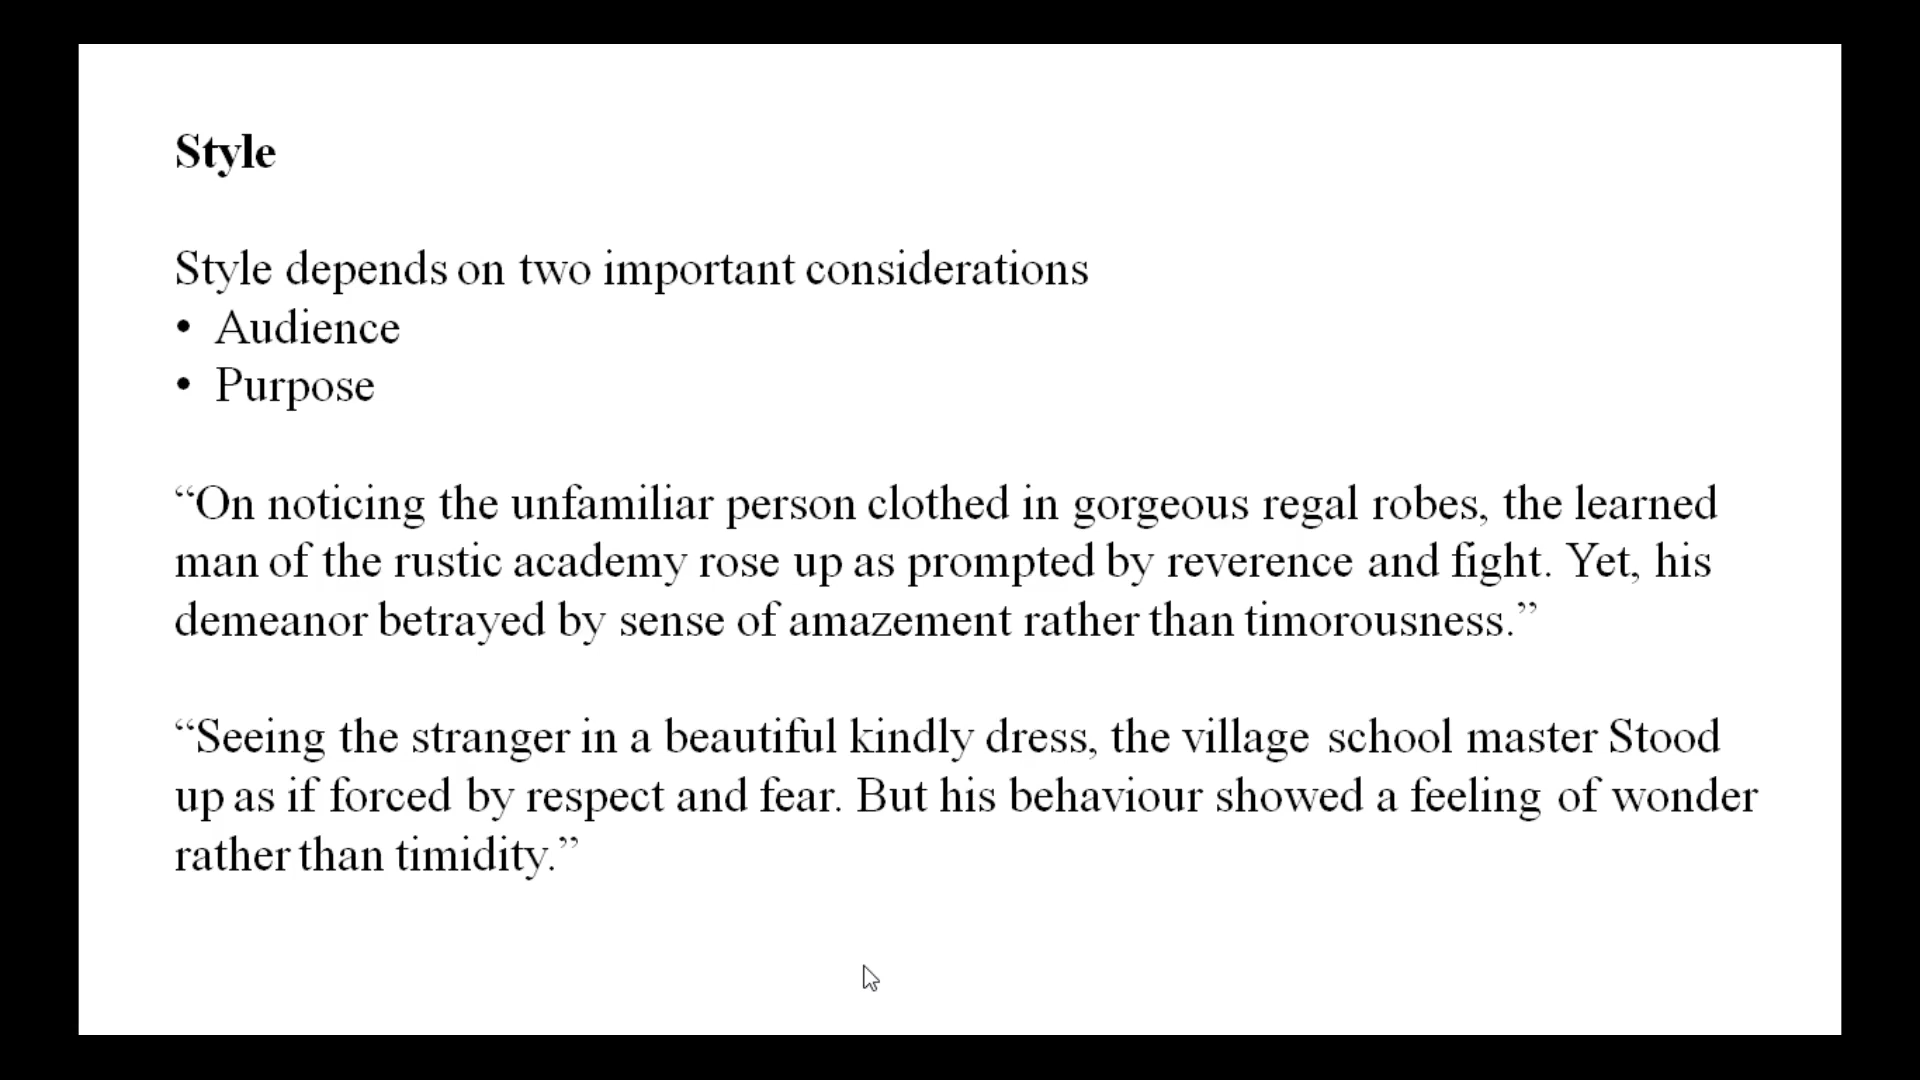 Style
Style depends on two important considerations
• Audience
• Purpose
“On noticing the unfamiliar person clothed in gorgeous regal robes, the learned
man of the rustic academy rose up as prompted by reverence and fight. Yet, his
demeanor betrayed by sense of amazement rather than timorousness.”
“Seeing the stranger in a beautiful kindly dress, the village school master Stood
up as if forced by respect and fear. But his behaviour showed a feeling of wonder
rather than timidity.”